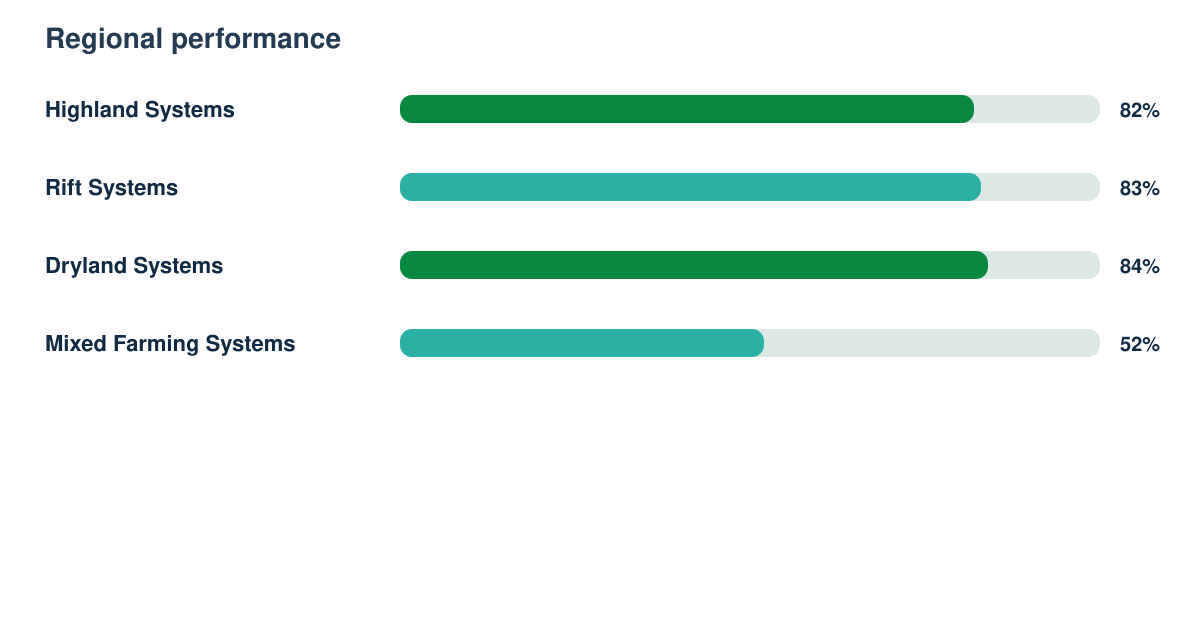 Regional performance
Highland Systems 82%
Rift Systems 83%
Dryland Systems 84%
Mixed Farming Systems 52%